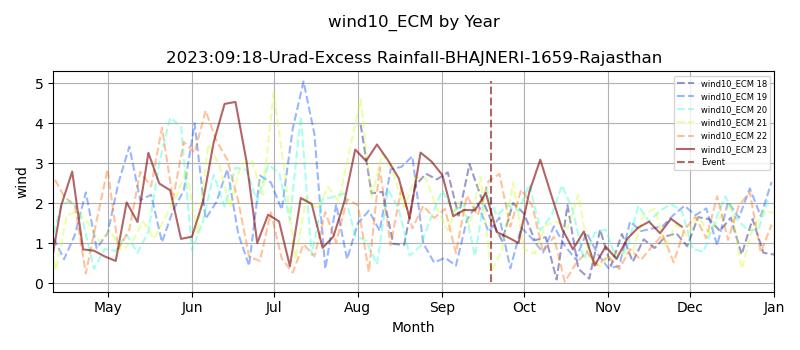 wind10_ECM by Year
2023:09:18-Urad-Excess Rainfall-BHAJNERI-1659-Rajasthan
5
4
3
2
1
0
wind
wind10_ECM 18
wind10_ECM 19
wind10_ECM 20
wind10_ECM 21
wind10_ECM 22
wind10_ECM 23
Event
May
Jun
Jul
Aug
Sep
Oct
Nov
Dec
Jan
Month